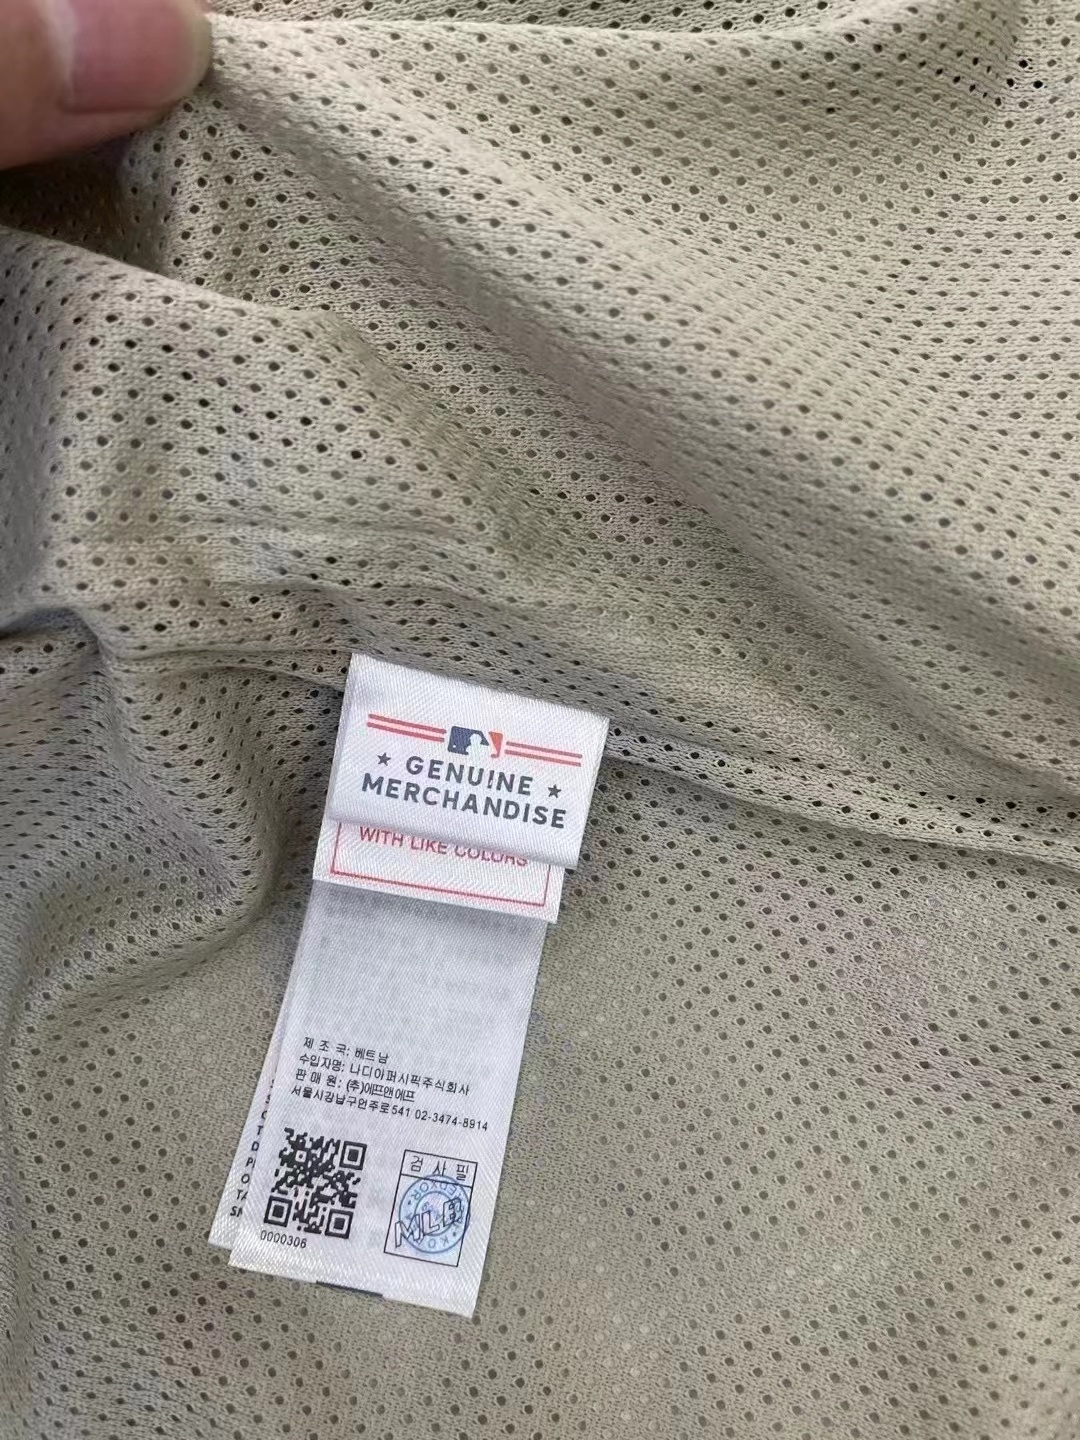 ★ GENUINE ★
MERCHANDISE
WITH LIKE COLORS
제 조 국: 베트남
수입자명: 나디아퍼시픽주식회사
판 매 원: (주)에프앤에프
서울시강남구언주로541 02-3474-8914
0000306
검 사 필
MLB